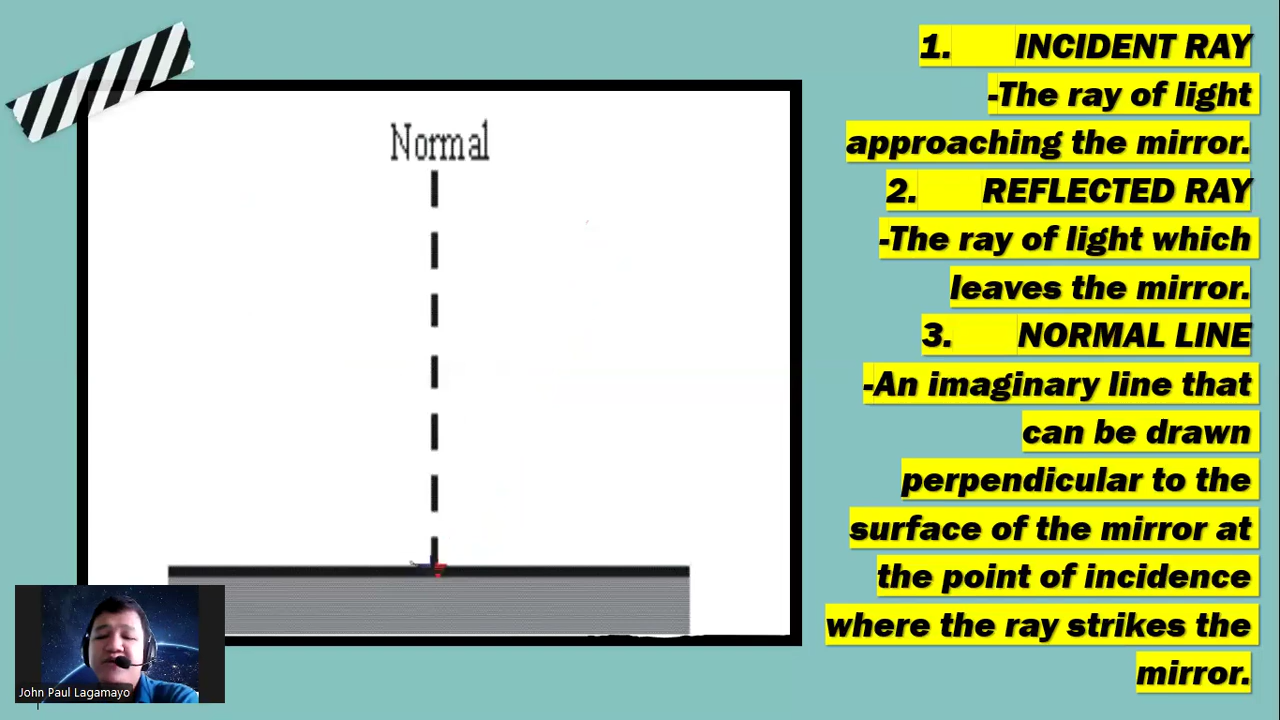 Normal
1. INCIDENT RAY
-The ray of light
approaching the mirror.
2. REFLECTED RAY
-The ray of light which
leaves the mirror.
3. NORMAL LINE
-An imaginary line that
can be drawn
perpendicular to the
surface of the mirror at
the point of incidence
where the ray strikes the
mirror.
John Paul Lagamayo